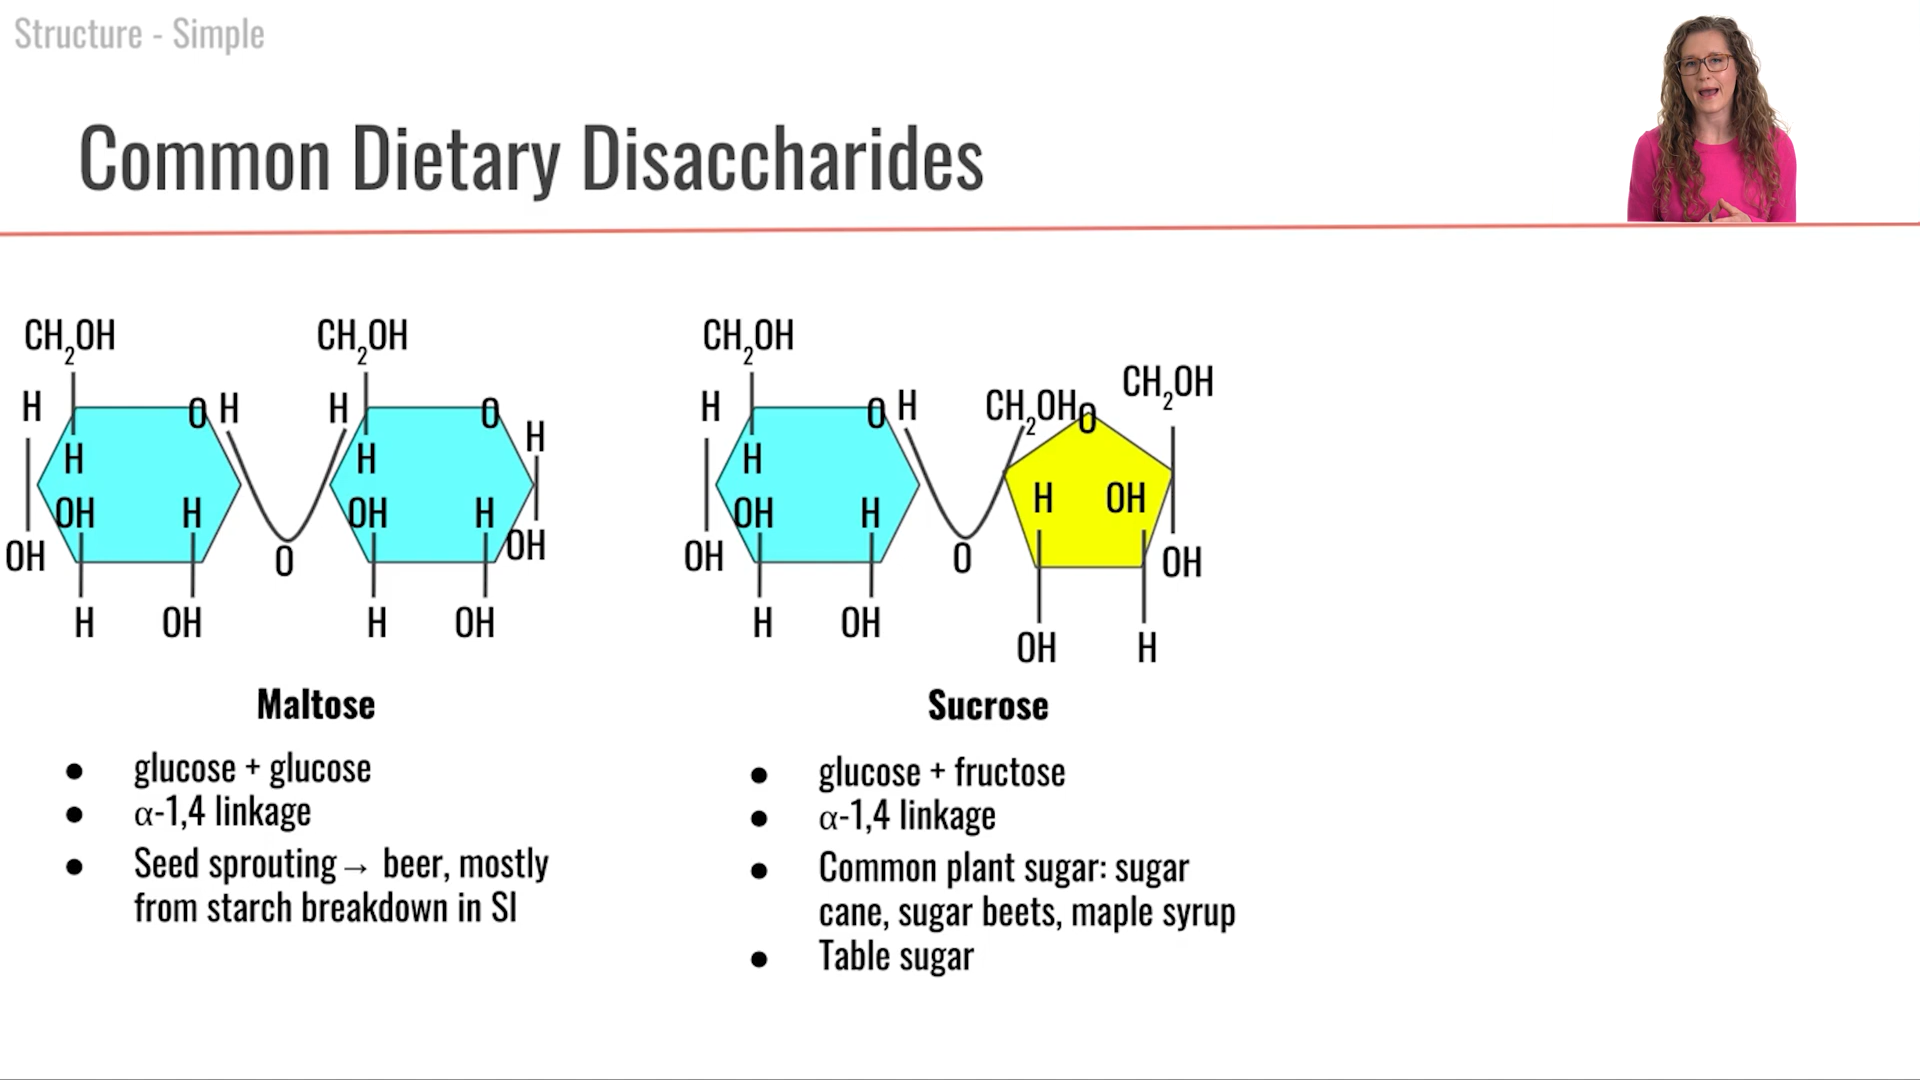 Structure - Simple
Common Dietary Disaccharides
CH2OH CH2OH
H O H H O H
H H
OH H OH H
OH O OH
H OH H OH
Maltose
glucose + glucose
α-1,4 linkage
Seed sprouting→ beer, mostly
from starch breakdown in SI
CH2OH CH2OH
H O H CH2OH O
H H OH
OH H
OH O OH
H OH OH H
Sucrose
glucose + fructose
α-1,4 linkage
Common plant sugar: sugar
cane, sugar beets, maple syrup
Table sugar